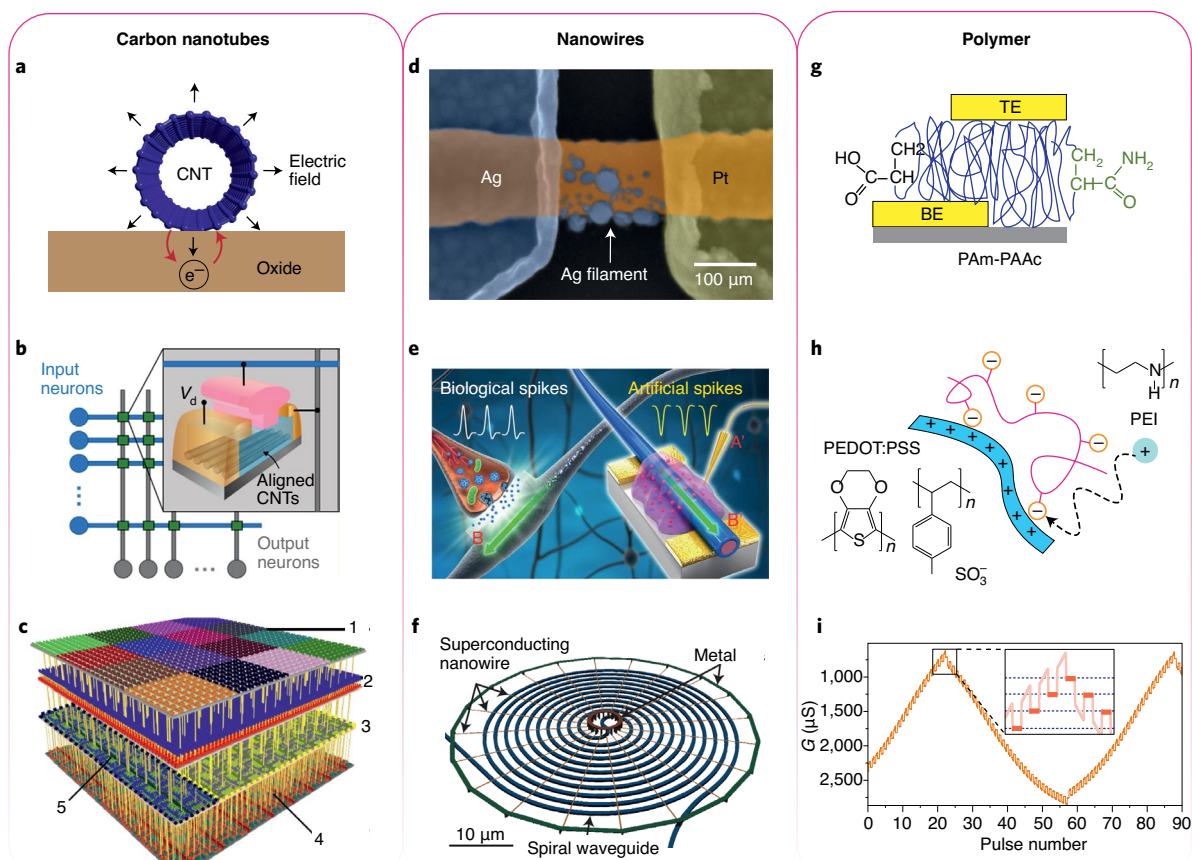 Carbon nanotubes
a
CNT
Electric
field
e−
Oxide
b
Input
neurons
Vd
Aligned
CNTs
Output
neurons
c
1
2
3
4
5
Nanowires
d
Ag
Pt
Ag filament
100 μm
e
Biological spikes
Artificial spikes
A'
B
B'
f
Superconducting
nanowire
Metal
10 μm
Spiral waveguide
Polymer
g
TE
HO
O
CH2
CH
BE
CH2
NH2
CH
O
PAm-PAAc
h
n
N
H
PEI
PEDOT:PSS
O
O
S
n
n
SO3−
+ + + + + + + + + +
− − − − − −
+
i
G (μS)
1,000
1,500
2,000
2,500
0 10 20 30 40 50 60 70 80 90
Pulse number